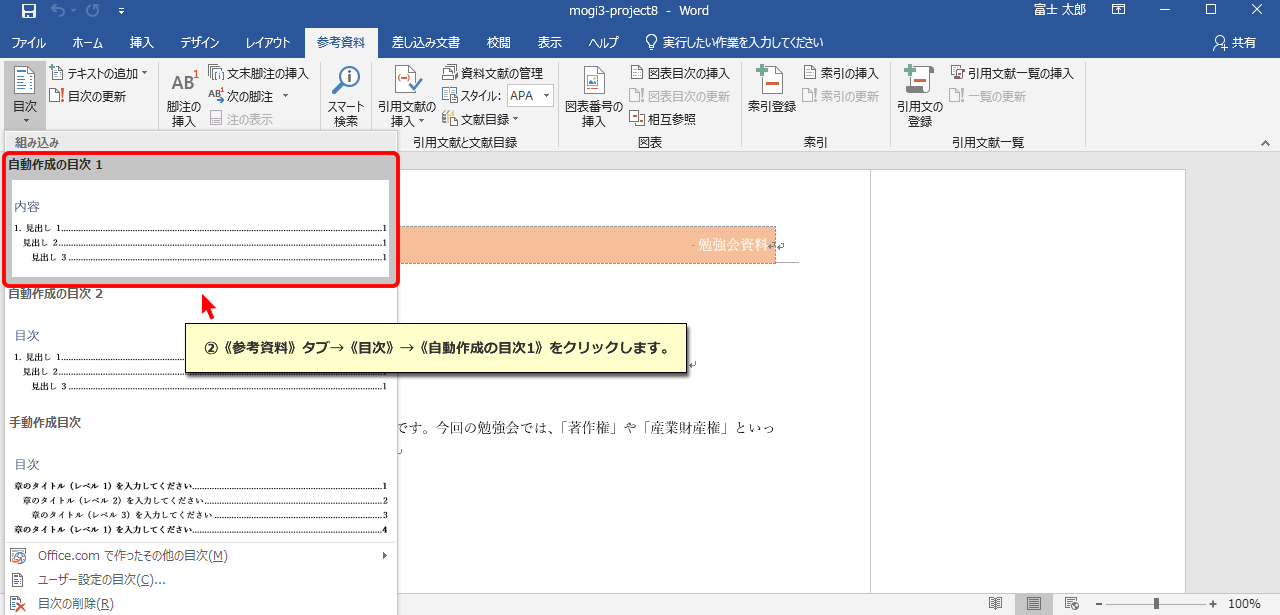 mogi3-project8 - Word
富士 太郎
ファイル ホーム 挿入 デザイン レイアウト 参考資料 差し込み文書 校閲 表示 ヘルプ 実行したい作業を入力してください 共有
目次
テキストの追加
目次の更新
AB1
脚注の
挿入
文末脚注の挿入
次の脚注
注の表示
スマート
検索
引用文献の
挿入
資料文献の管理
スタイル: APA
文献目録
引用文献と文献目録
図表番号の
挿入
図表目次の挿入
図表目次の更新
相互参照
図表
索引登録
索引の挿入
索引の更新
索引
引用文の
登録
引用文献一覧の挿入
一覧の更新
引用文献一覧
組み込み
自動作成の目次 1
内容
1. 見出し 1........1
見出し 2........1
見出し 3........1
自動作成の目次 2
目次
1. 見出し 1........
見出し 2........1
見出し 3........1
手動作成目次
目次
章のタイトル (レベル 1) を入力してください........1
章のタイトル (レベル 2) を入力してください........2
章のタイトル (レベル 3) を入力してください........3
章のタイトル (レベル 1) を入力してください........4
Office.com で作ったその他の目次(M)
ユーザー設定の目次(C)...
目次の削除(R)
勉強会資料
②《参考資料》タブ→《目次》→《自動作成の目次1》をクリックします。
です。今回の勉強会では、「著作権」や「産業財産権」といっ
100%